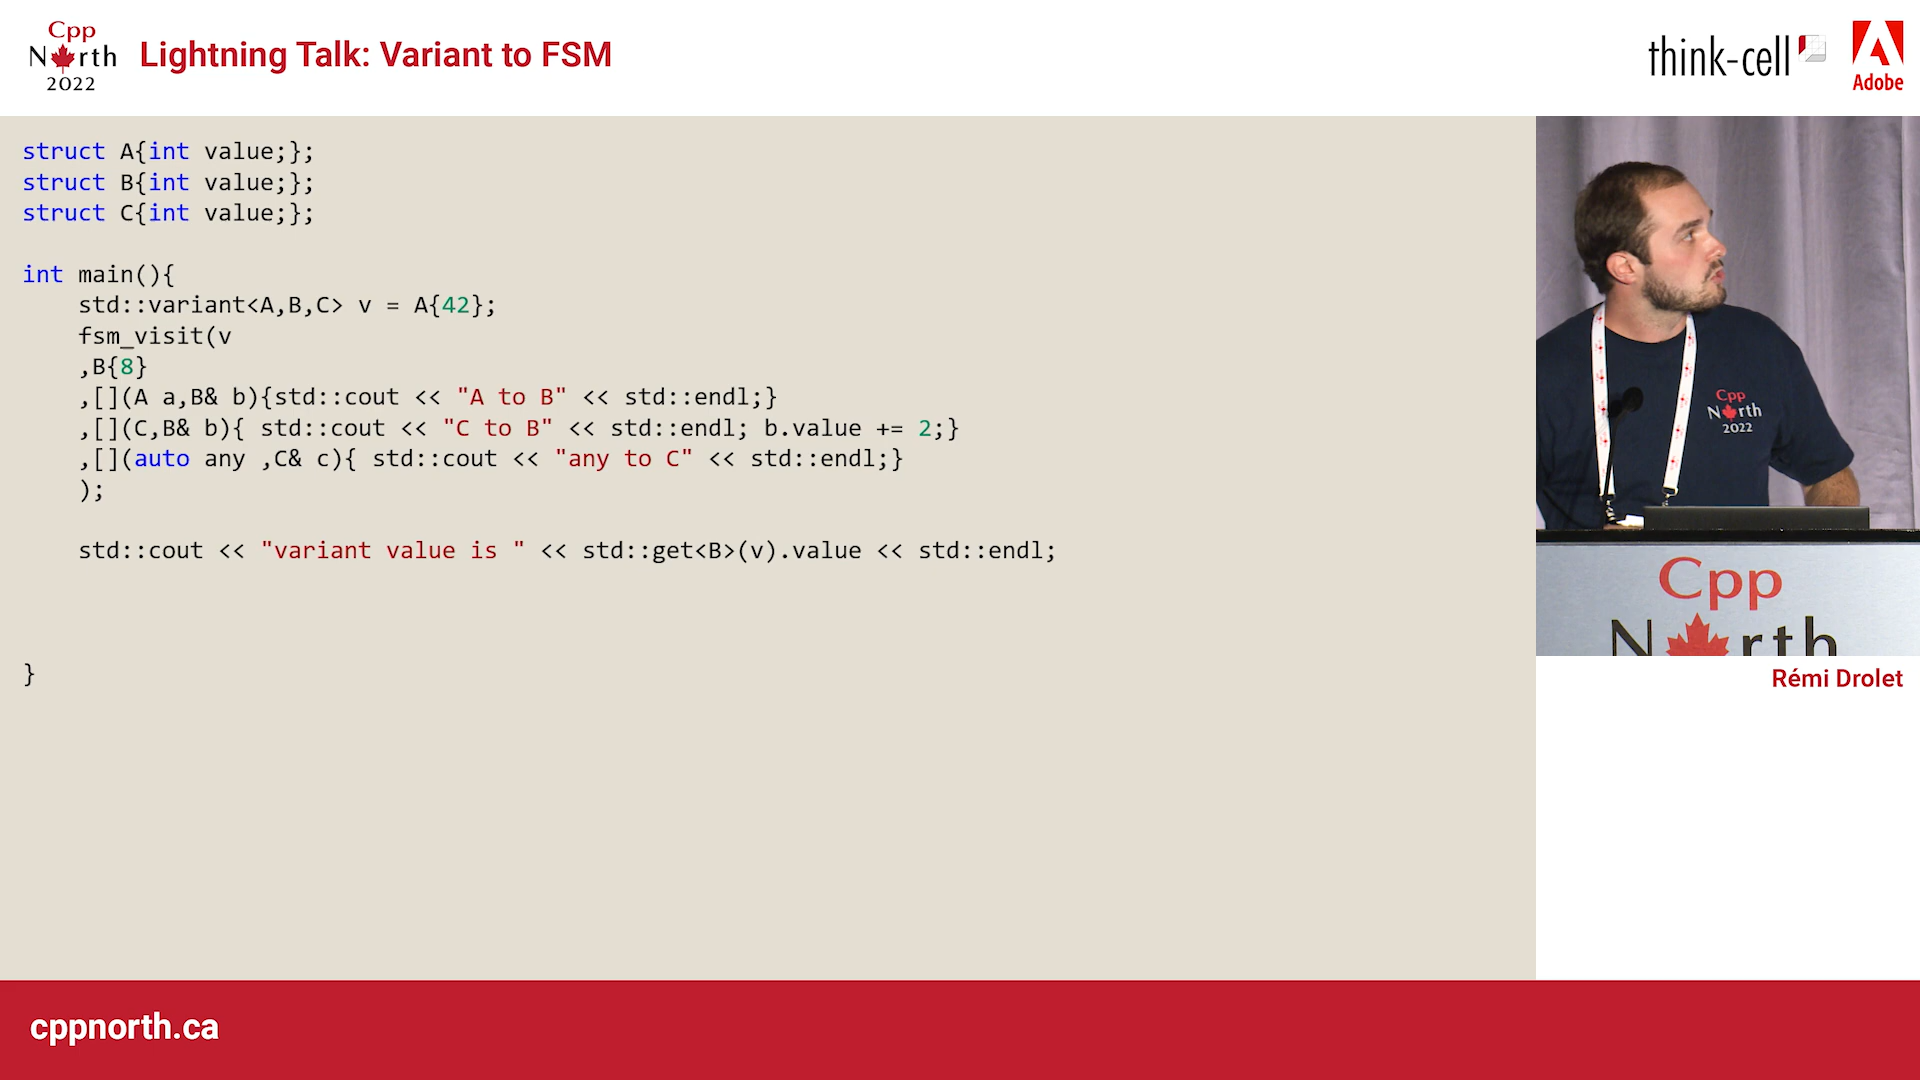 Cpp
North
2022
Lightning Talk: Variant to FSM
think-cell
Adobe
struct A{int value;};
struct B{int value;};
struct C{int value;};
int main(){
    std::variant<A,B,C> v = A{42};
    fsm_visit(v
    ,B{8}
    ,[](A a,B& b){std::cout << "A to B" << std::endl;}
    ,[](C,B& b){ std::cout << "C to B" << std::endl; b.value += 2;}
    ,[](auto any ,C& c){ std::cout << "any to C" << std::endl;}
    );
    std::cout << "variant value is " << std::get<B>(v).value << std::endl;
}
Cpp
North
2022
Cpp
North
Rémi Drolet
cppnorth.ca